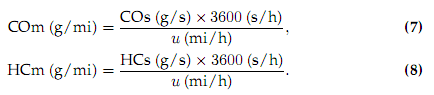 COm (g/mi) = COs (g/s) × 3600 (s/h) / u (mi/h), (7)
HCm (g/mi) = HCs (g/s) × 3600 (s/h) / u (mi/h). (8)